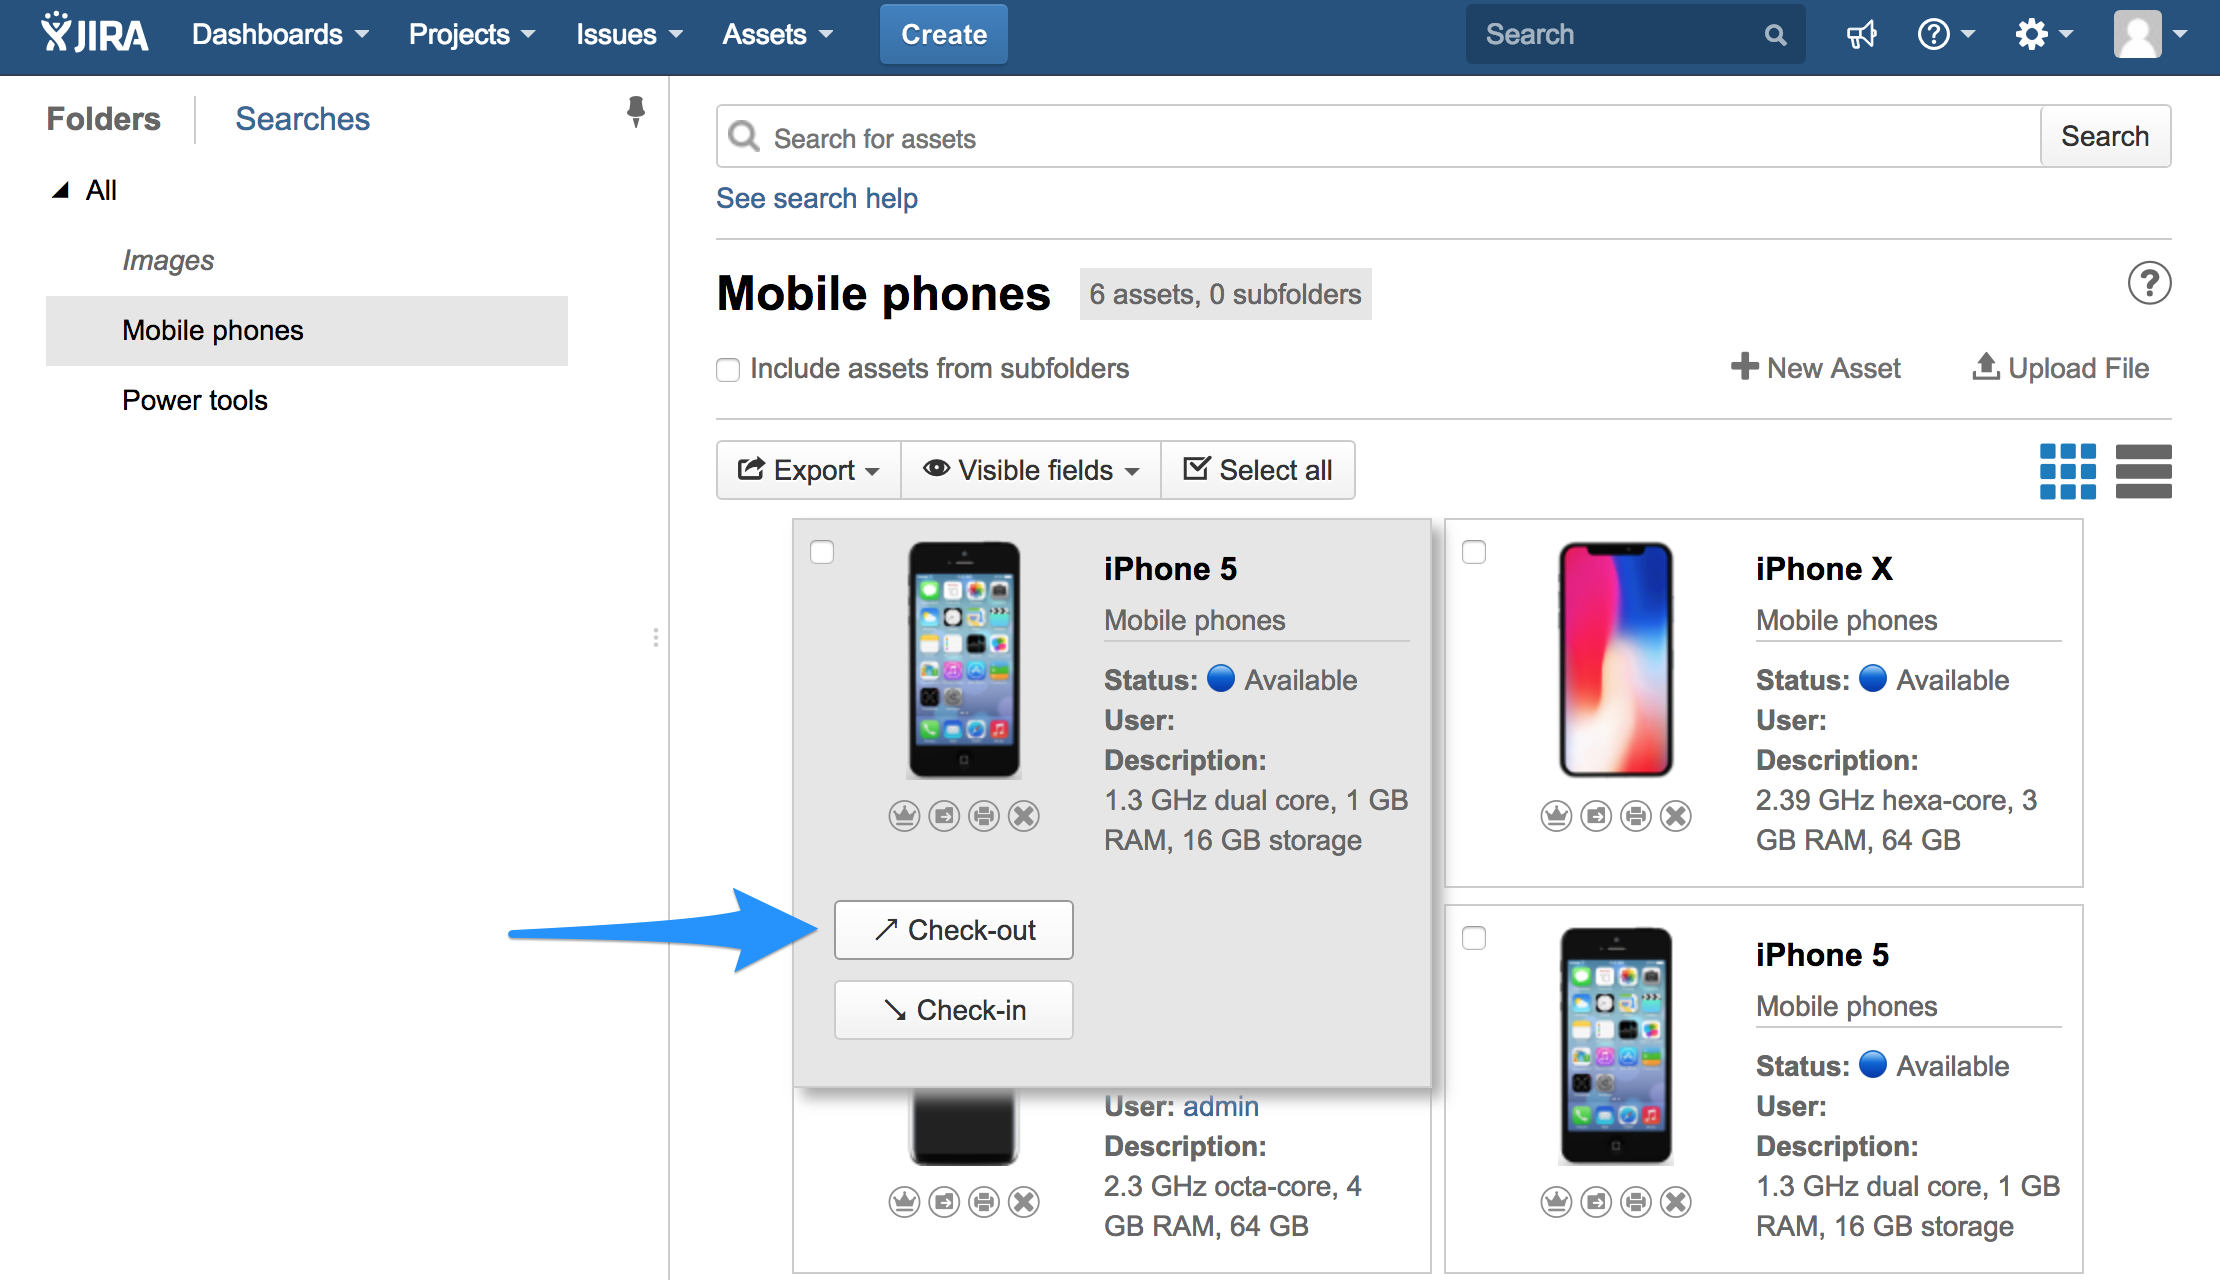 JIRA Dashboards Projects Issues Assets Create Search
Folders Searches
All
Images
Mobile phones
Power tools
Search for assets Search
See search help
Mobile phones 6 assets, 0 subfolders
Include assets from subfolders New Asset Upload File
Export Visible fields Select all
iPhone 5
Mobile phones
Status: Available
User:
Description:
1.3 GHz dual core, 1 GB
RAM, 16 GB storage
Check-out
Check-in
iPhone X
Mobile phones
Status: Available
User:
Description:
2.39 GHz hexa-core, 3
GB RAM, 64 GB
User: admin
Description:
2.3 GHz octa-core, 4
GB RAM, 64 GB
iPhone 5
Mobile phones
Status: Available
User:
Description:
1.3 GHz dual core, 1 GB
RAM, 16 GB storage